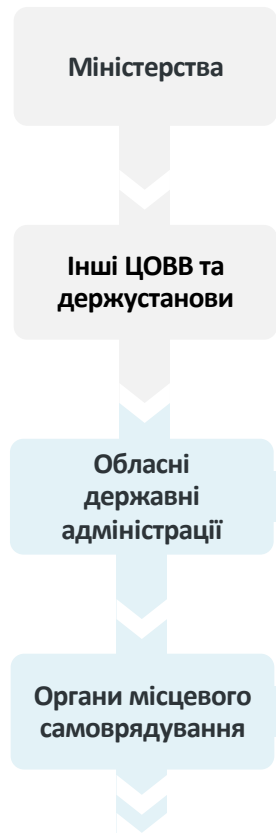 Міністерства
Інші ЦОВВ та
держустанови
Обласні
державні
адміністрації
Органи місцевого
самоврядування